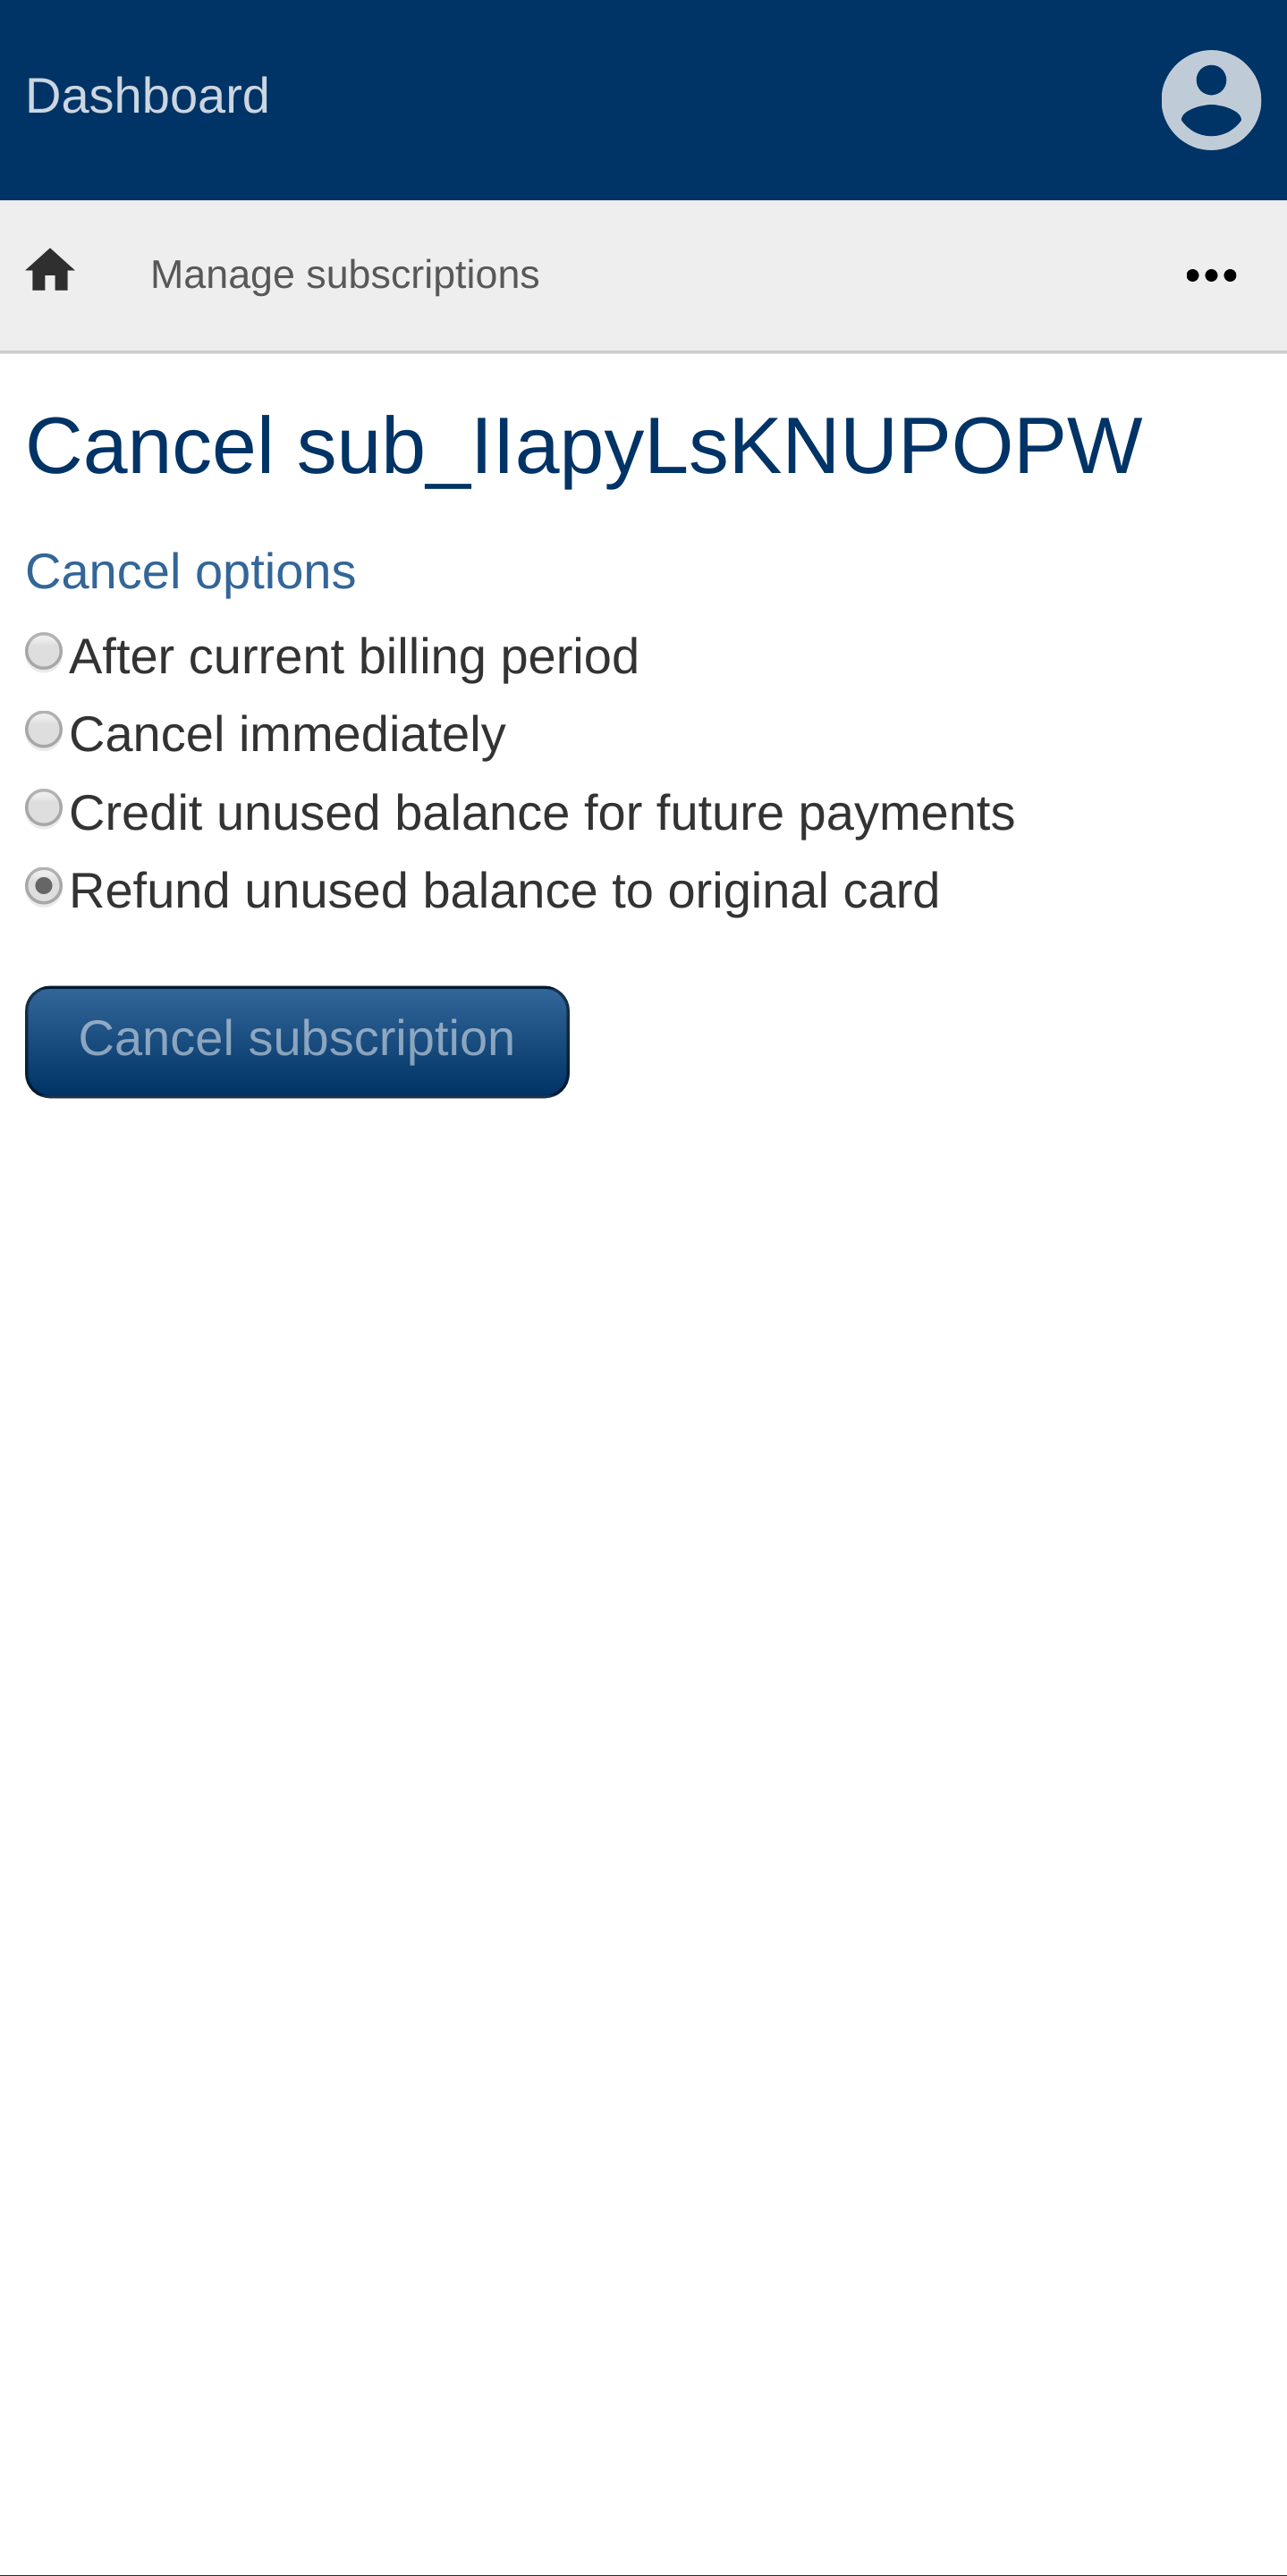 Dashboard
Manage subscriptions
Cancel sub_IIapyLsKNUPOPW
Cancel options
After current billing period
Cancel immediately
Credit unused balance for future payments
Refund unused balance to original card
Cancel subscription